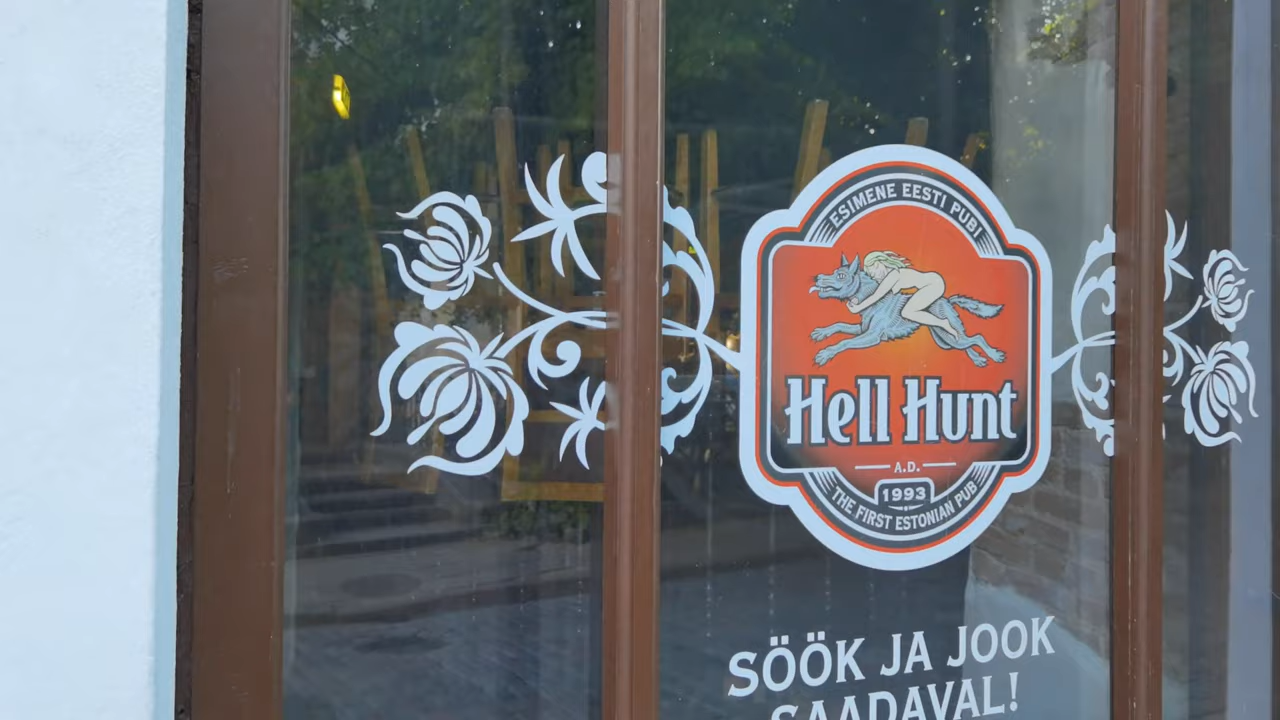 ESIMENE EESTI PUBI
Hell Hunt
A.D.
1993
THE FIRST ESTONIAN PUB
SÖÖK JA JOOK
SAADAVAL!